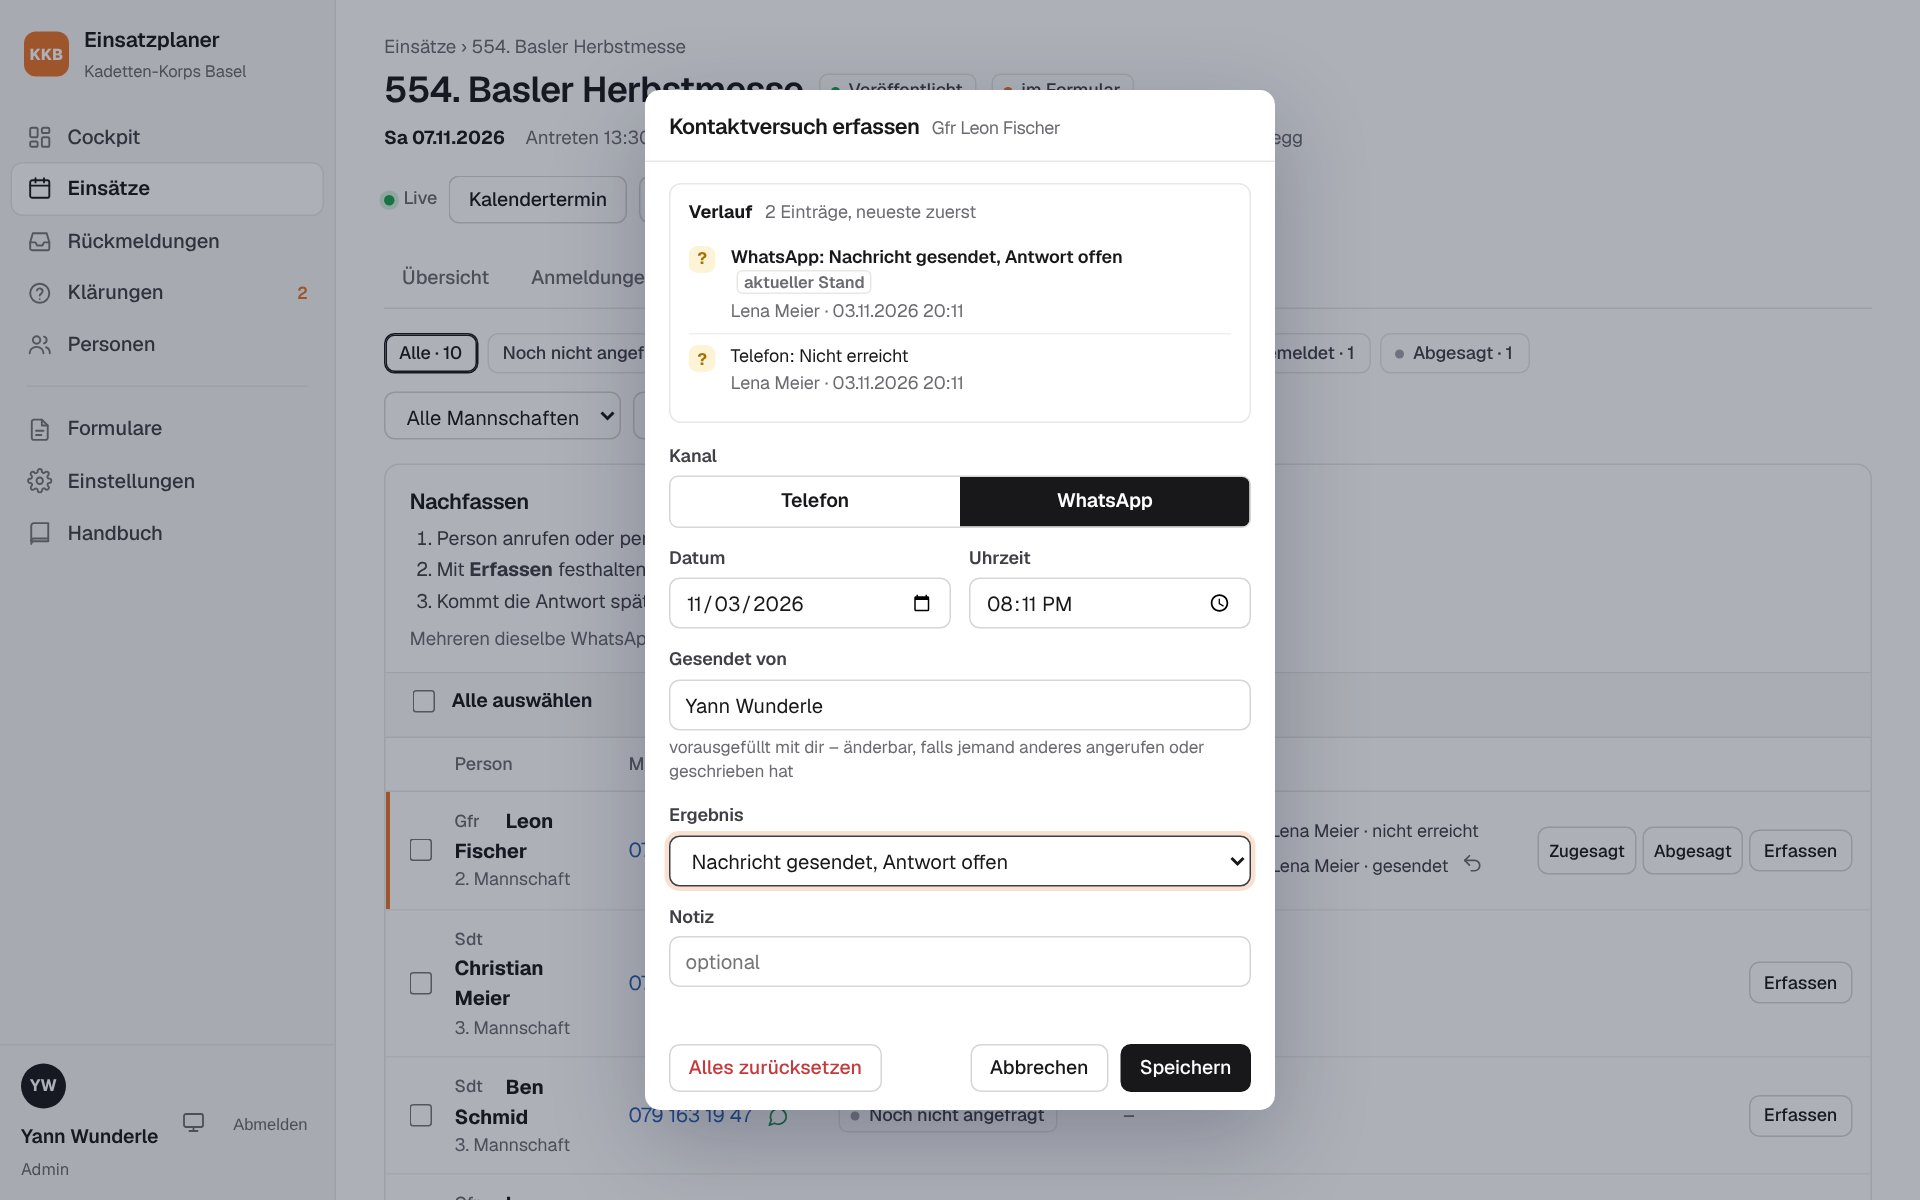 KKB
Einsatzplaner
Kadetten-Korps Basel
Cockpit
Einsätze
Rückmeldungen
Klärungen 2
Personen
Formulare
Einstellungen
Handbuch
YW
Yann Wunderle
Admin
Abmelden
Einsätze › 554. Basler Herbstmesse
554. Basler Herbstmesse
Veröffentlicht
im Formular
Sa 07.11.2026 Antreten 13:30
Live
Kalendertermin
Übersicht
Alle · 10
Noch nicht
Abgesagt · 1
Alle Mannschaften
Nachfassen
1. Person anrufen oder
2. Mit Erfassen festhalten
3. Kommt die Antwort
Mehreren dieselbe
Alle auswählen
Person
Gfr Leon
Fischer
2. Mannschaft
Lena Meier · nicht erreicht
Lena Meier · gesendet
Zugesagt
Abgesagt
Erfassen
Sdt
Christian
Meier
3. Mannschaft
Erfassen
Sdt Ben
Schmid
3. Mannschaft
079 163 19 47
Noch nicht angefragt
–
Erfassen
Kontaktversuch erfassen Gfr Leon Fischer
Verlauf 2 Einträge, neueste zuerst
? WhatsApp: Nachricht gesendet, Antwort offen
aktueller Stand
Lena Meier · 03.11.2026 20:11
? Telefon: Nicht erreicht
Lena Meier · 03.11.2026 20:11
Kanal
Telefon
WhatsApp
Datum
Uhrzeit
11/03/2026
08:11 PM
Gesendet von
Yann Wunderle
vorausgefüllt mit dir – änderbar, falls jemand anderes angerufen oder
geschrieben hat
Ergebnis
Nachricht gesendet, Antwort offen
Notiz
optional
Alles zurücksetzen
Abbrechen
Speichern